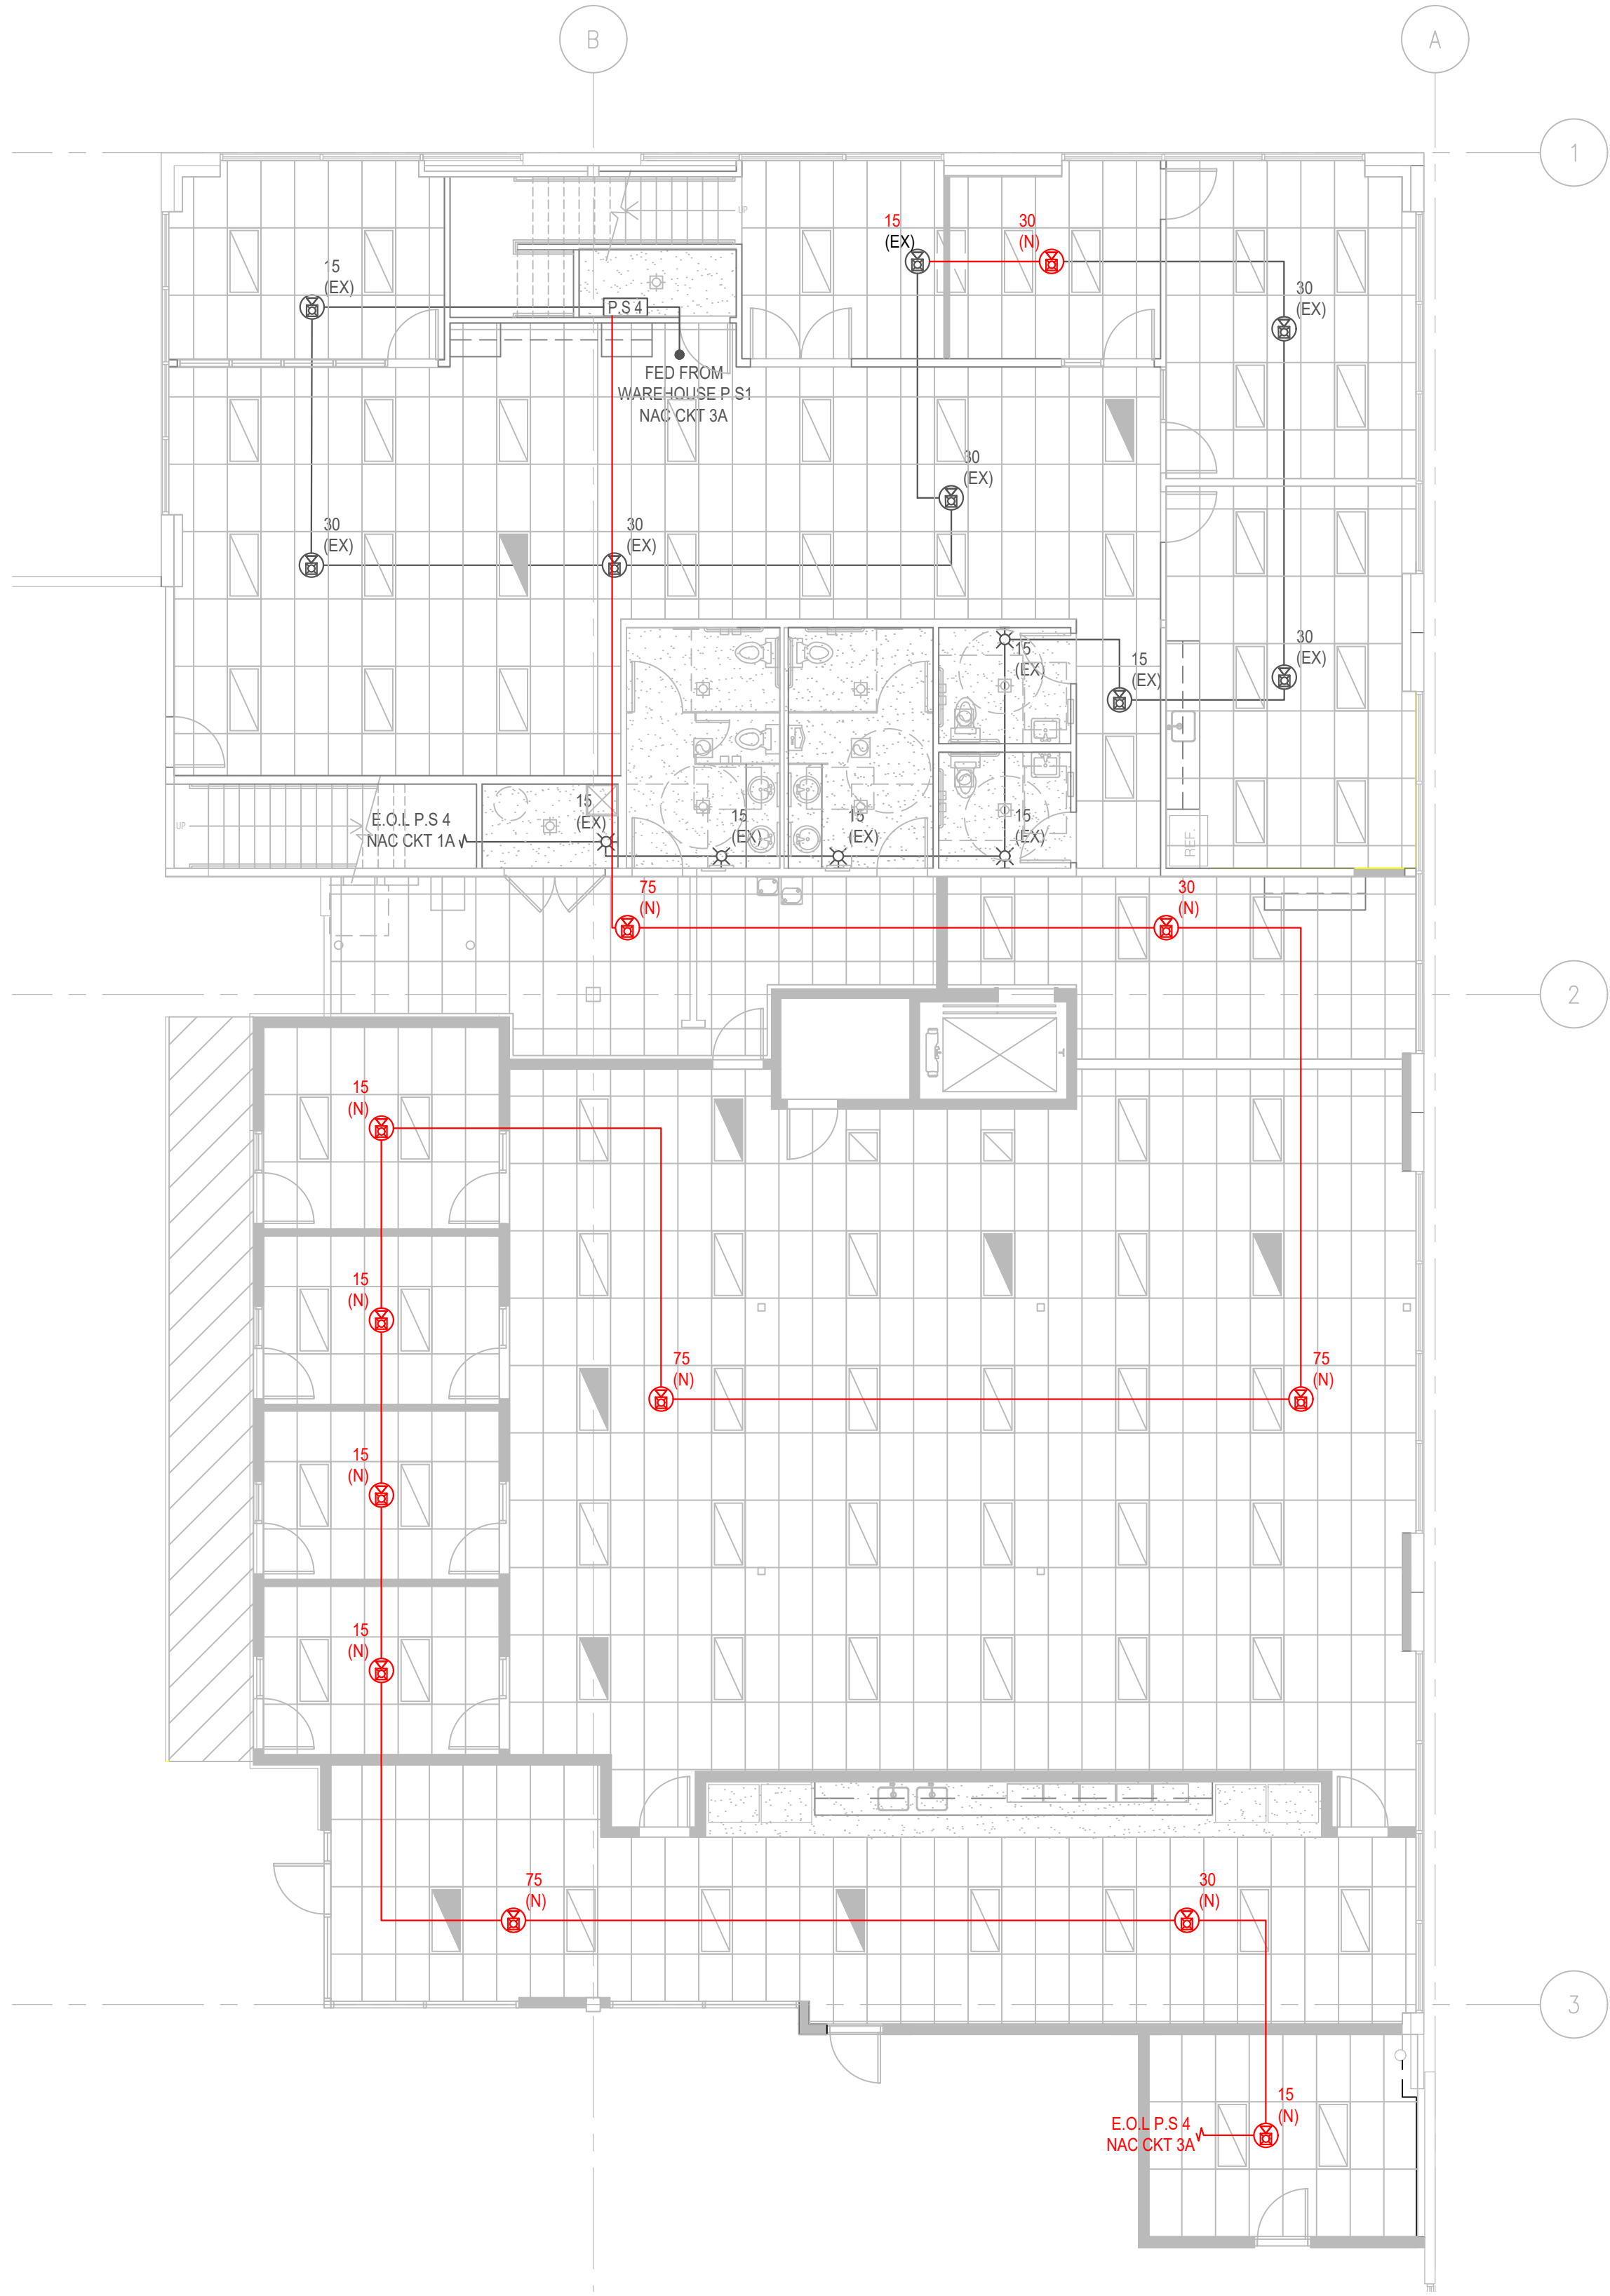 B
A
1
15
(EX)
30
(N)
15
(EX)
30
(EX)
UP
P.S 4
FED FROM
WAREHOUSE P.S1
NAC CKT 3A
30
(EX)
30
(EX)
30
(EX)
30
(EX)
15
(EX)
15
(EX)
15
(EX)
15
(EX)
15
(EX)
15
(EX)
UP
E.O.L P.S 4
NAC CKT 1A
REF
75
(N)
30
(N)
2
15
(N)
15
(N)
75
(N)
75
(N)
15
(N)
15
(N)
75
(N)
30
(N)
3
15
(N)
E.O.L P.S 4
NAC CKT 3A